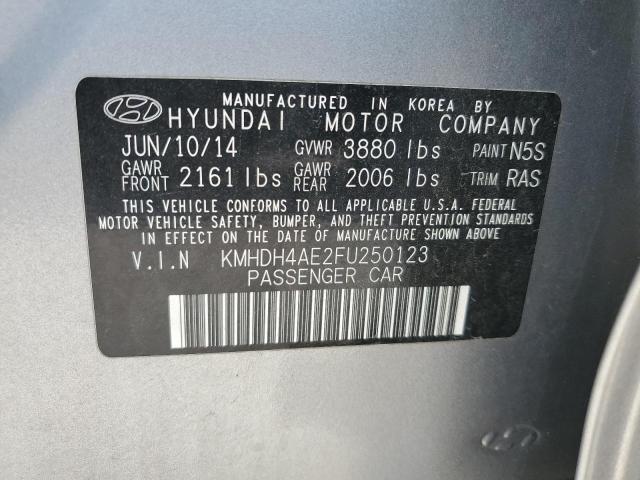 MANUFACTURED IN KOREA BY
HYUNDAI MOTOR COMPANY
JUN/10/14 GVWR 3880 lbs PAINT N5S
GAWR FRONT 2161 lbs GAWR REAR 2006 lbs TRIM RAS
THIS VEHICLE CONFORMS TO ALL APPLICABLE U.S.A. FEDERAL
MOTOR VEHICLE SAFETY, BUMPER, AND THEFT PREVENTION STANDARDS
IN EFFECT ON THE DATE OF MANUFACTURE SHOWN ABOVE
V.I.N KMHDH4AE2FU250123
PASSENGER CAR